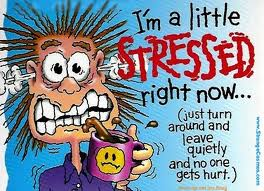 I'm a little
STRESSED
right now...
(just turn
around and
leave
quietly
and no one
gets hurt.)